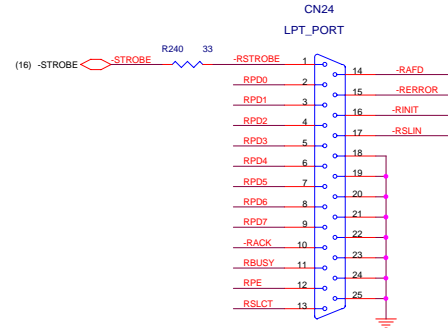 CN24
LPT_PORT
R240 33
(16) -STROBE -STROBE -RSTROBE 1
14 -RAFD
RPD0 2
15 -RERROR
RPD1 3
16 -RINIT
RPD2 4
17 -RSLIN
RPD3 5
18
RPD4 6
19
RPD5 7
20
RPD6 8
21
RPD7 9
22
-RACK 10
23
RBUSY 11
24
RPE 12
25
RSLCT 13